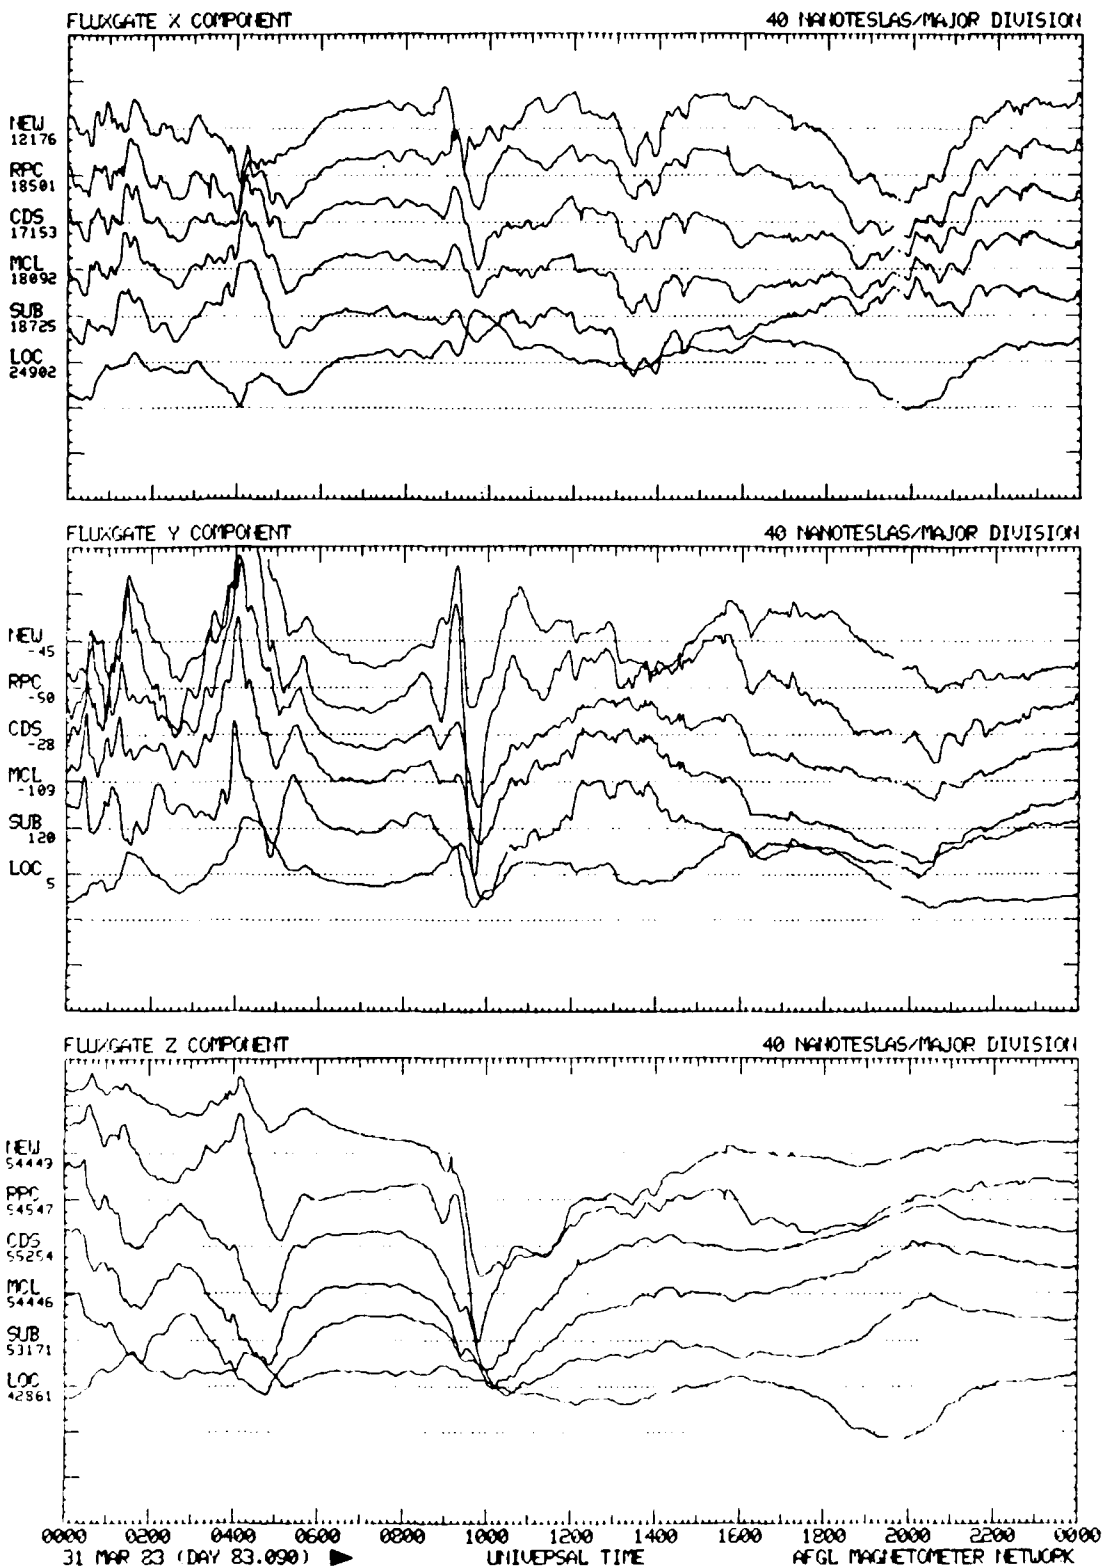 FLUXGATE X COMPONENT 40 NANOTESLAS/MAJOR DIVISION
NEW
12176
RPC
18501
CDS
17153
MCL
18092
SUB
18725
LOC
24902
FLUXGATE Y COMPONENT 40 NANOTESLAS/MAJOR DIVISION
NEW
-45
RPC
-50
CDS
-28
MCL
-109
SUB
120
LOC
5
FLUXGATE Z COMPONENT 40 NANOTESLAS/MAJOR DIVISION
NEW
54449
RPC
54547
CDS
55254
MCL
54446
SUB
53171
LOC
42861
0000 0200 0400 0600 0800 1000 1200 1400 1600 1800 2000 2200 0000
31 MAR 83 (DAY 83.090) ► UNIVERSAL TIME AFGL MAGNETOMETER NETWORK